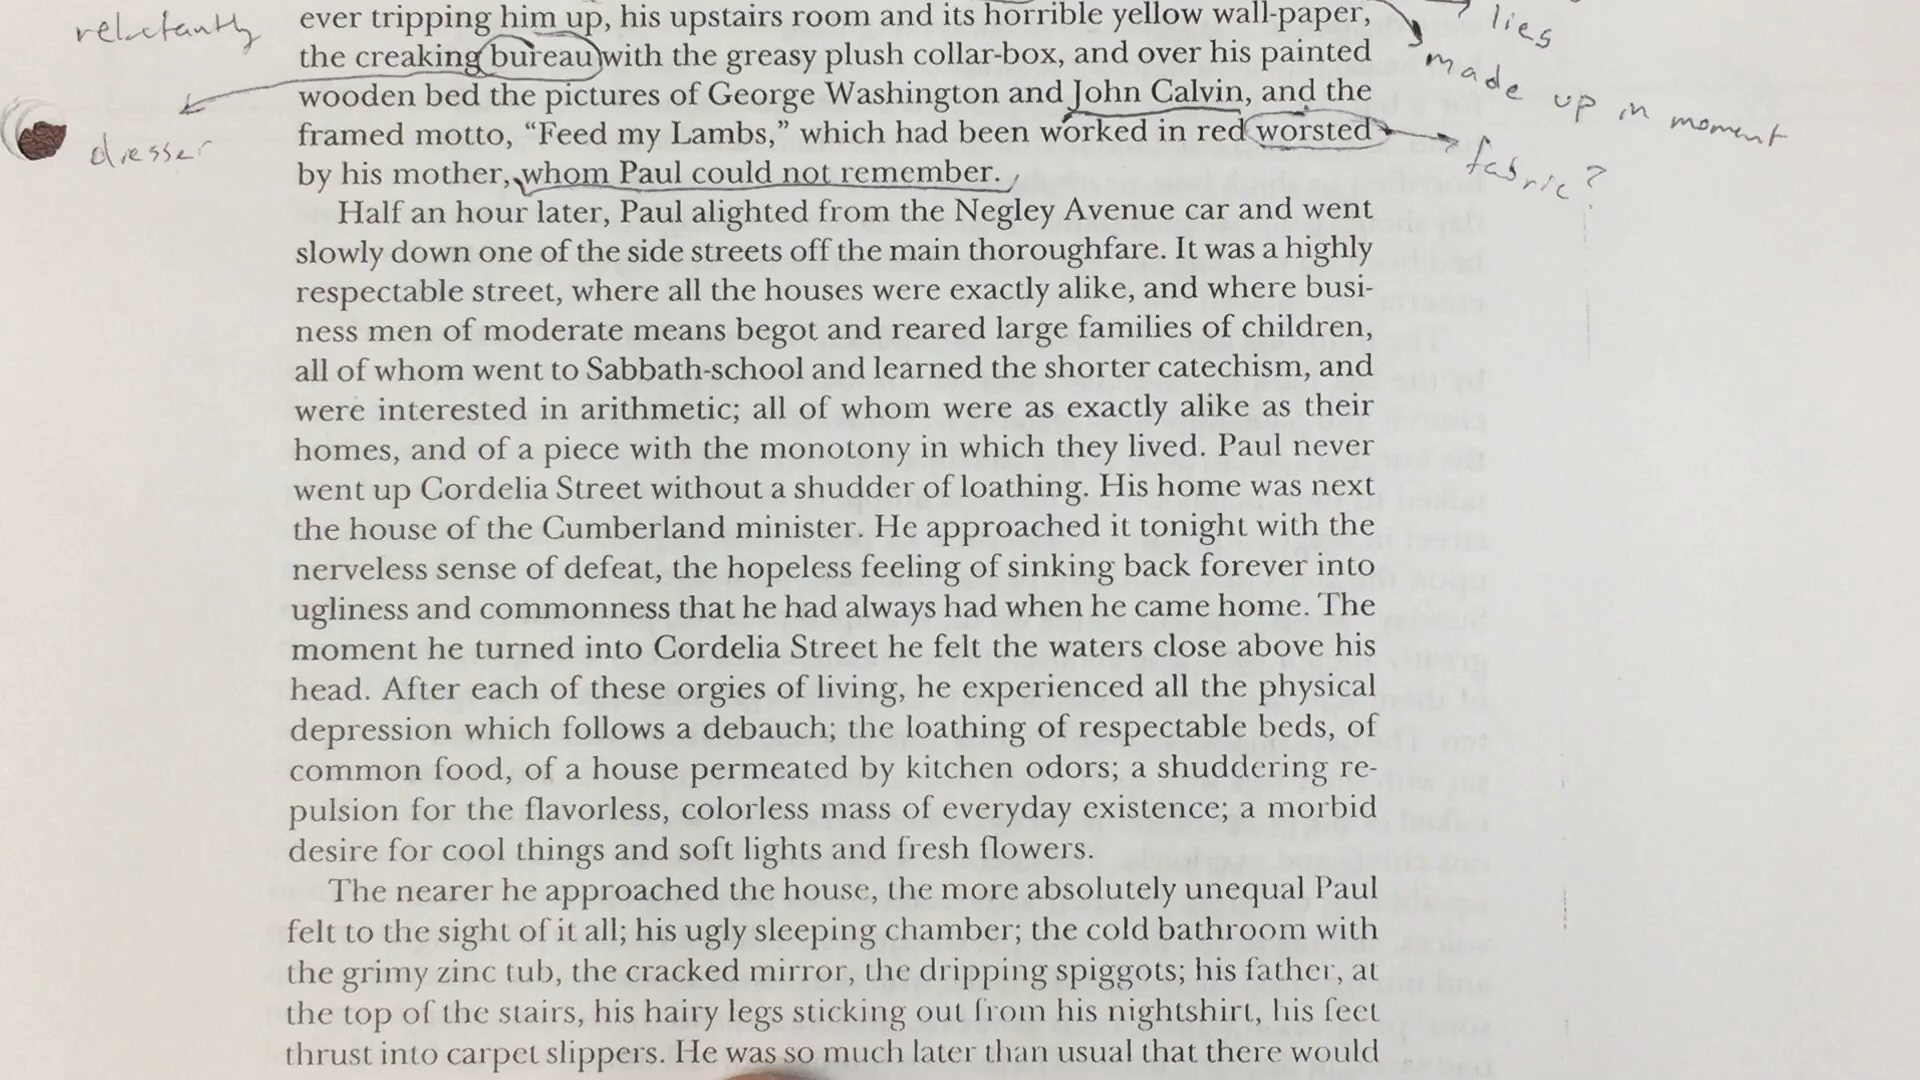 reluctantly
ever tripping him up, his upstairs room and its horrible yellow wall-paper,
lies
the creaking bureau with the greasy plush collar-box, and over his painted
made up in moment
wooden bed the pictures of George Washington and John Calvin, and the
framed motto, “Feed my Lambs,” which had been worked in red worsted
dresser
fabric?
by his mother, whom Paul could not remember.
Half an hour later, Paul alighted from the Negley Avenue car and went
slowly down one of the side streets off the main thoroughfare. It was a highly
respectable street, where all the houses were exactly alike, and where busi-
ness men of moderate means begot and reared large families of children,
all of whom went to Sabbath-school and learned the shorter catechism, and
were interested in arithmetic; all of whom were as exactly alike as their
homes, and of a piece with the monotony in which they lived. Paul never
went up Cordelia Street without a shudder of loathing. His home was next
the house of the Cumberland minister. He approached it tonight with the
nerveless sense of defeat, the hopeless feeling of sinking back forever into
ugliness and commonness that he had always had when he came home. The
moment he turned into Cordelia Street he felt the waters close above his
head. After each of these orgies of living, he experienced all the physical
depression which follows a debauch; the loathing of respectable beds, of
common food, of a house permeated by kitchen odors; a shuddering re-
pulsion for the flavorless, colorless mass of everyday existence; a morbid
desire for cool things and soft lights and fresh flowers.
The nearer he approached the house, the more absolutely unequal Paul
felt to the sight of it all; his ugly sleeping chamber; the cold bathroom with
the grimy zinc tub, the cracked mirror, the dripping spiggots; his father, at
the top of the stairs, his hairy legs sticking out from his nightshirt, his feet
thrust into carpet slippers. He was so much later than usual that there would